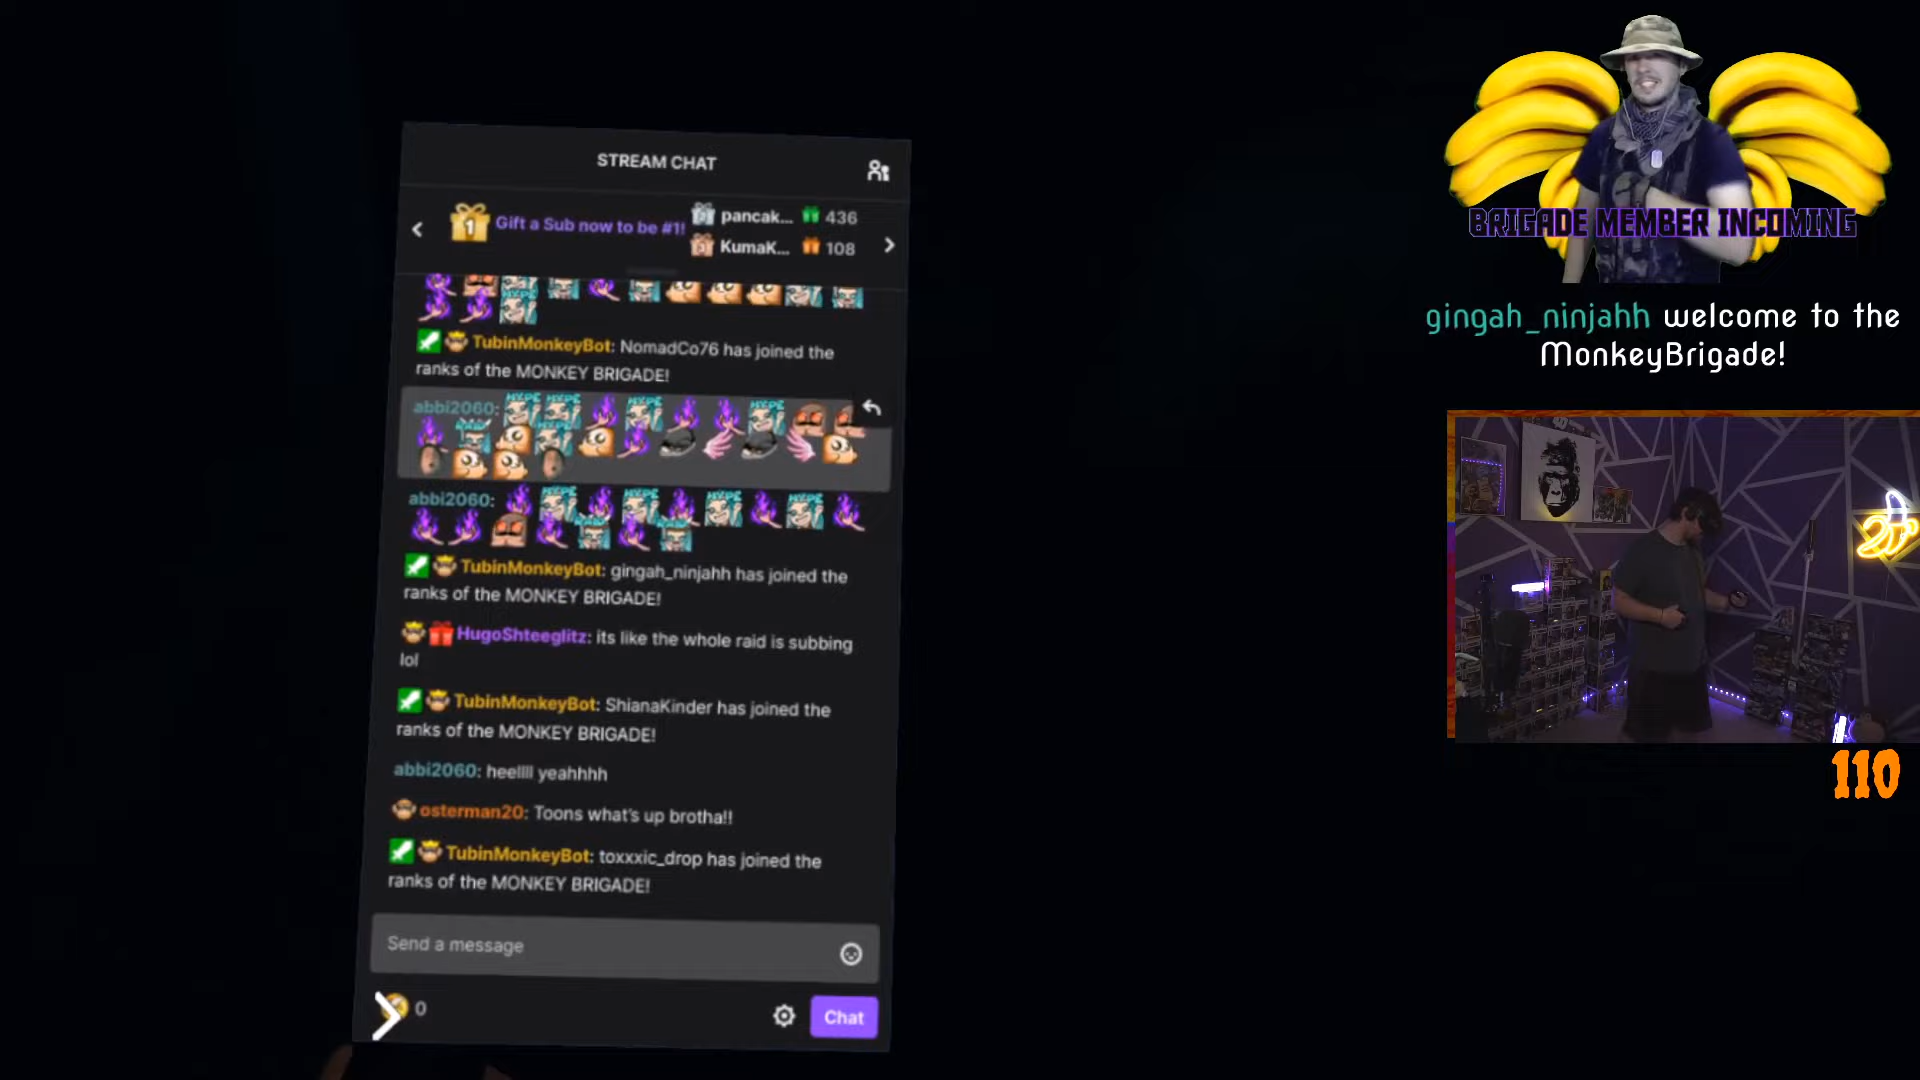 STREAM CHAT
Gift a Sub now to be #1!
pancak... 436
KumaK... 108
TubinMonkeyBot: NomadCo76 has joined the
ranks of the MONKEY BRIGADE!
abbi2060:
abbi2060:
TubinMonkeyBot: gingah_ninjahh has joined the
ranks of the MONKEY BRIGADE!
HugoShteeglitz: its like the whole raid is subbing
lol
TubinMonkeyBot: ShianaKinder has joined the
ranks of the MONKEY BRIGADE!
abbi2060: heellll yeahhhh
osterman20: Toons what's up brotha!!
TubinMonkeyBot: toxxxic_drop has joined the
ranks of the MONKEY BRIGADE!
Send a message
0
Chat
BRIGADE MEMBER INCOMING
gingah_ninjahh welcome to the
MonkeyBrigade!
110